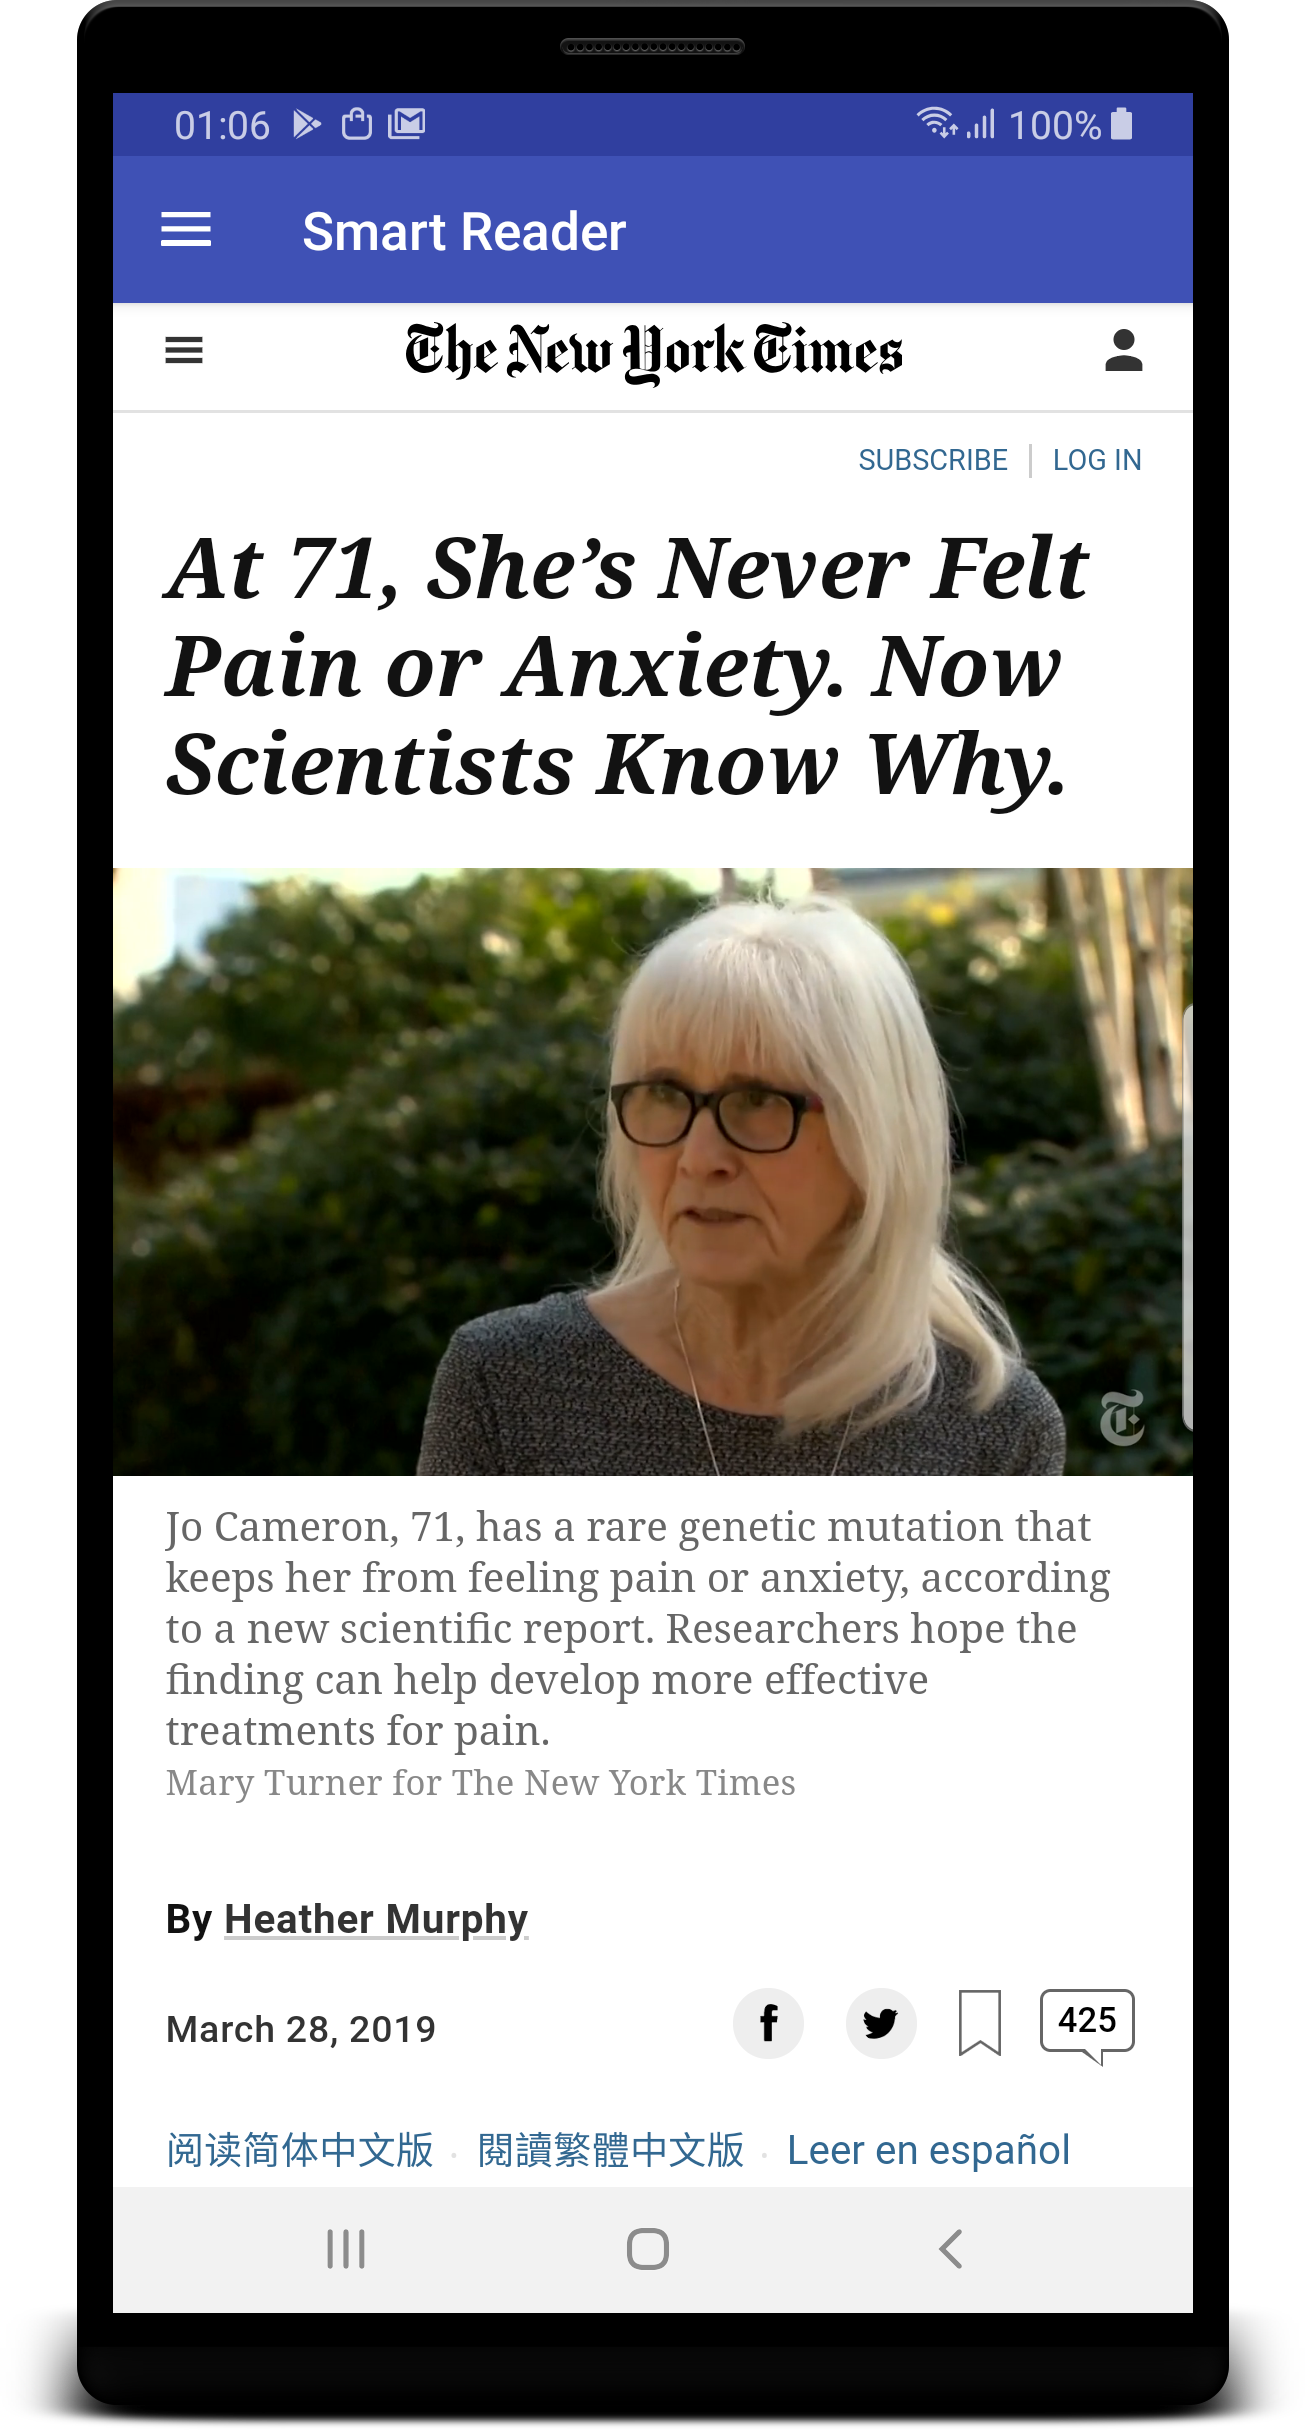 01:06
100%
Smart Reader
The New York Times
SUBSCRIBE
LOG IN
At 71, She’s Never Felt
Pain or Anxiety. Now
Scientists Know Why.
T
Jo Cameron, 71, has a rare genetic mutation that
keeps her from feeling pain or anxiety, according
to a new scientific report. Researchers hope the
finding can help develop more effective
treatments for pain.
Mary Turner for The New York Times
By Heather Murphy
March 28, 2019
425
阅读简体中文版 · 閱讀繁體中文版 · Leer en español